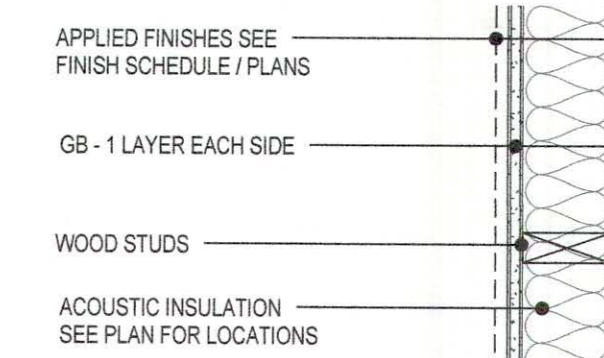 APPLIED FINISHES SEE
FINISH SCHEDULE / PLANS
GB - 1 LAYER EACH SIDE
WOOD STUDS
ACOUSTIC INSULATION
SEE PLAN FOR LOCATIONS